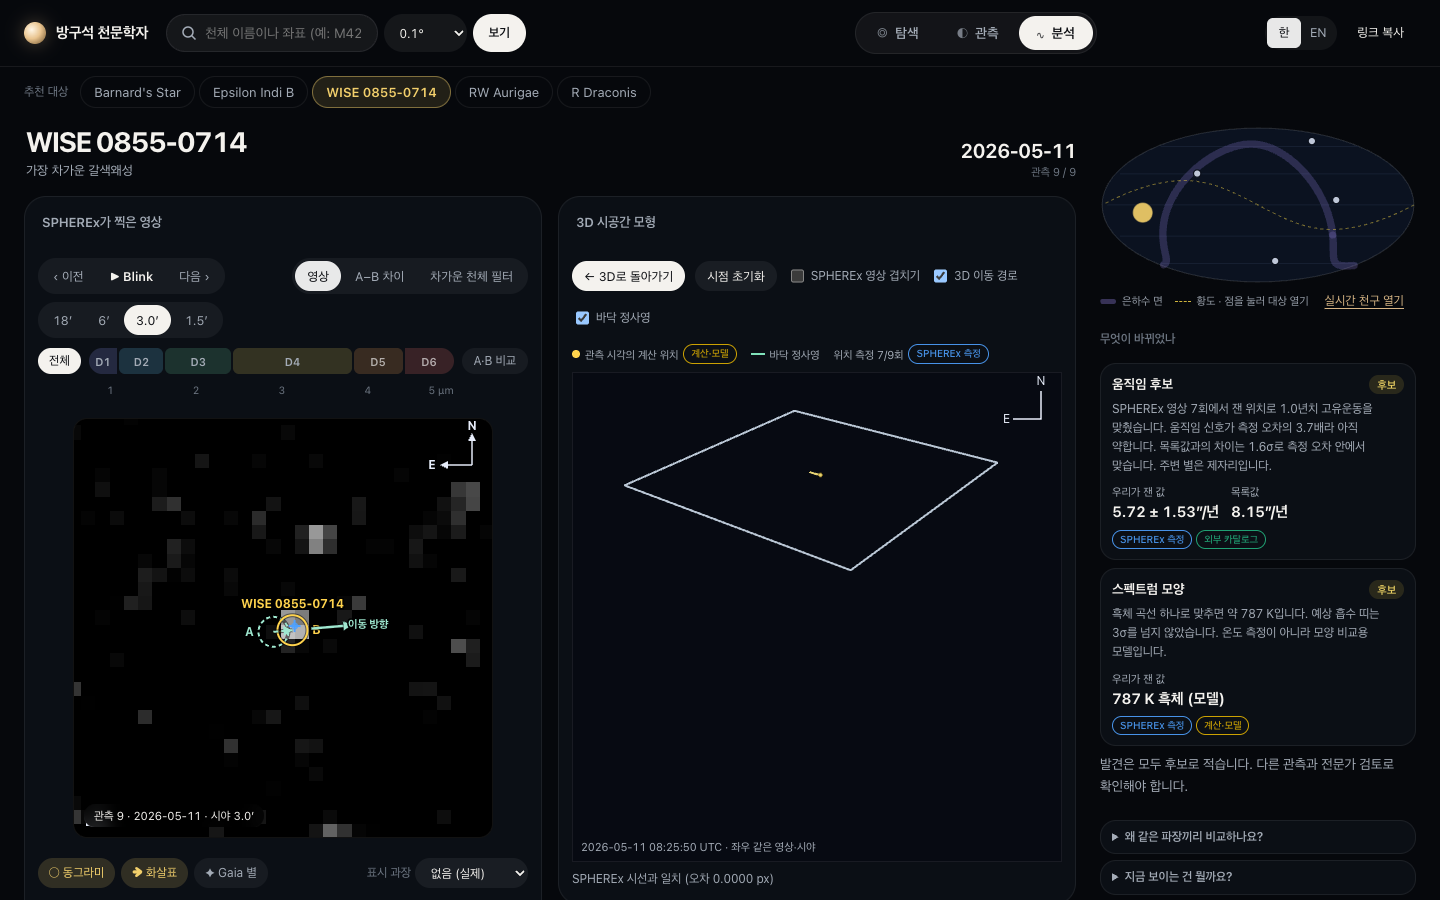 방구석 천문학자
천체 이름이나 좌표 (예: M42
0.1°
보기
탐색
관측
분석
한
EN
링크 복사
추천 대상
Barnard's Star
Epsilon Indi B
WISE 0855-0714
RW Aurigae
R Draconis
WISE 0855-0714
가장 차가운 갈색왜성
2026-05-11
관측 9 / 9
SPHEREx가 찍은 영상
‹ 이전
▶ Blink
다음 ›
영상
A−B 차이
차가운 천체 필터
18′
6′
3.0′
1.5′
전체
D1
D2
D3
D4
D5
D6
A·B 비교
1
2
3
4
5 μm
N
E
WISE 0855-0714
A
B
이동 방향
관측 9 · 2026-05-11 · 시야 3.0′
동그라미
화살표
Gaia 별
표시 과장
없음 (실제)
3D 시공간 모형
← 3D로 돌아가기
시점 초기화
SPHEREx 영상 겹치기
3D 이동 경로
바닥 정사영
관측 시각의 계산 위치
계산·모델
바닥 정사영
위치 측정 7/9회
SPHEREx 측정
N
E
2026-05-11 08:25:50 UTC · 좌우 같은 영상·시야
SPHEREx 시선과 일치 (오차 0.0000 px)
은하수 면
---- 황도 · 점을 눌러 대상 열기
실시간 천구 열기
무엇이 바뀌었나
움직임 후보
후보
SPHEREx 영상 7회에서 잰 위치로 1.0년치 고유운동을
맞췄습니다. 움직임 신호가 측정 오차의 3.7배라 아직
약합니다. 목록값과의 차이는 1.6σ로 측정 오차 안에서
맞습니다. 주변 별은 제자리입니다.
우리가 잰 값
목록값
5.72 ± 1.53″/년
8.15″/년
SPHEREx 측정
외부 카탈로그
스펙트럼 모양
후보
흑체 곡선 하나로 맞추면 약 787 K입니다. 예상 흡수 띠는
3σ를 넘지 않았습니다. 온도 측정이 아니라 모양 비교용
모델입니다.
우리가 잰 값
787 K 흑체 (모델)
SPHEREx 측정
계산·모델
발견은 모두 후보로 적습니다. 다른 관측과 전문가 검토로
확인해야 합니다.
▶ 왜 같은 파장끼리 비교하나요?
▶ 지금 보이는 건 뭘까요?